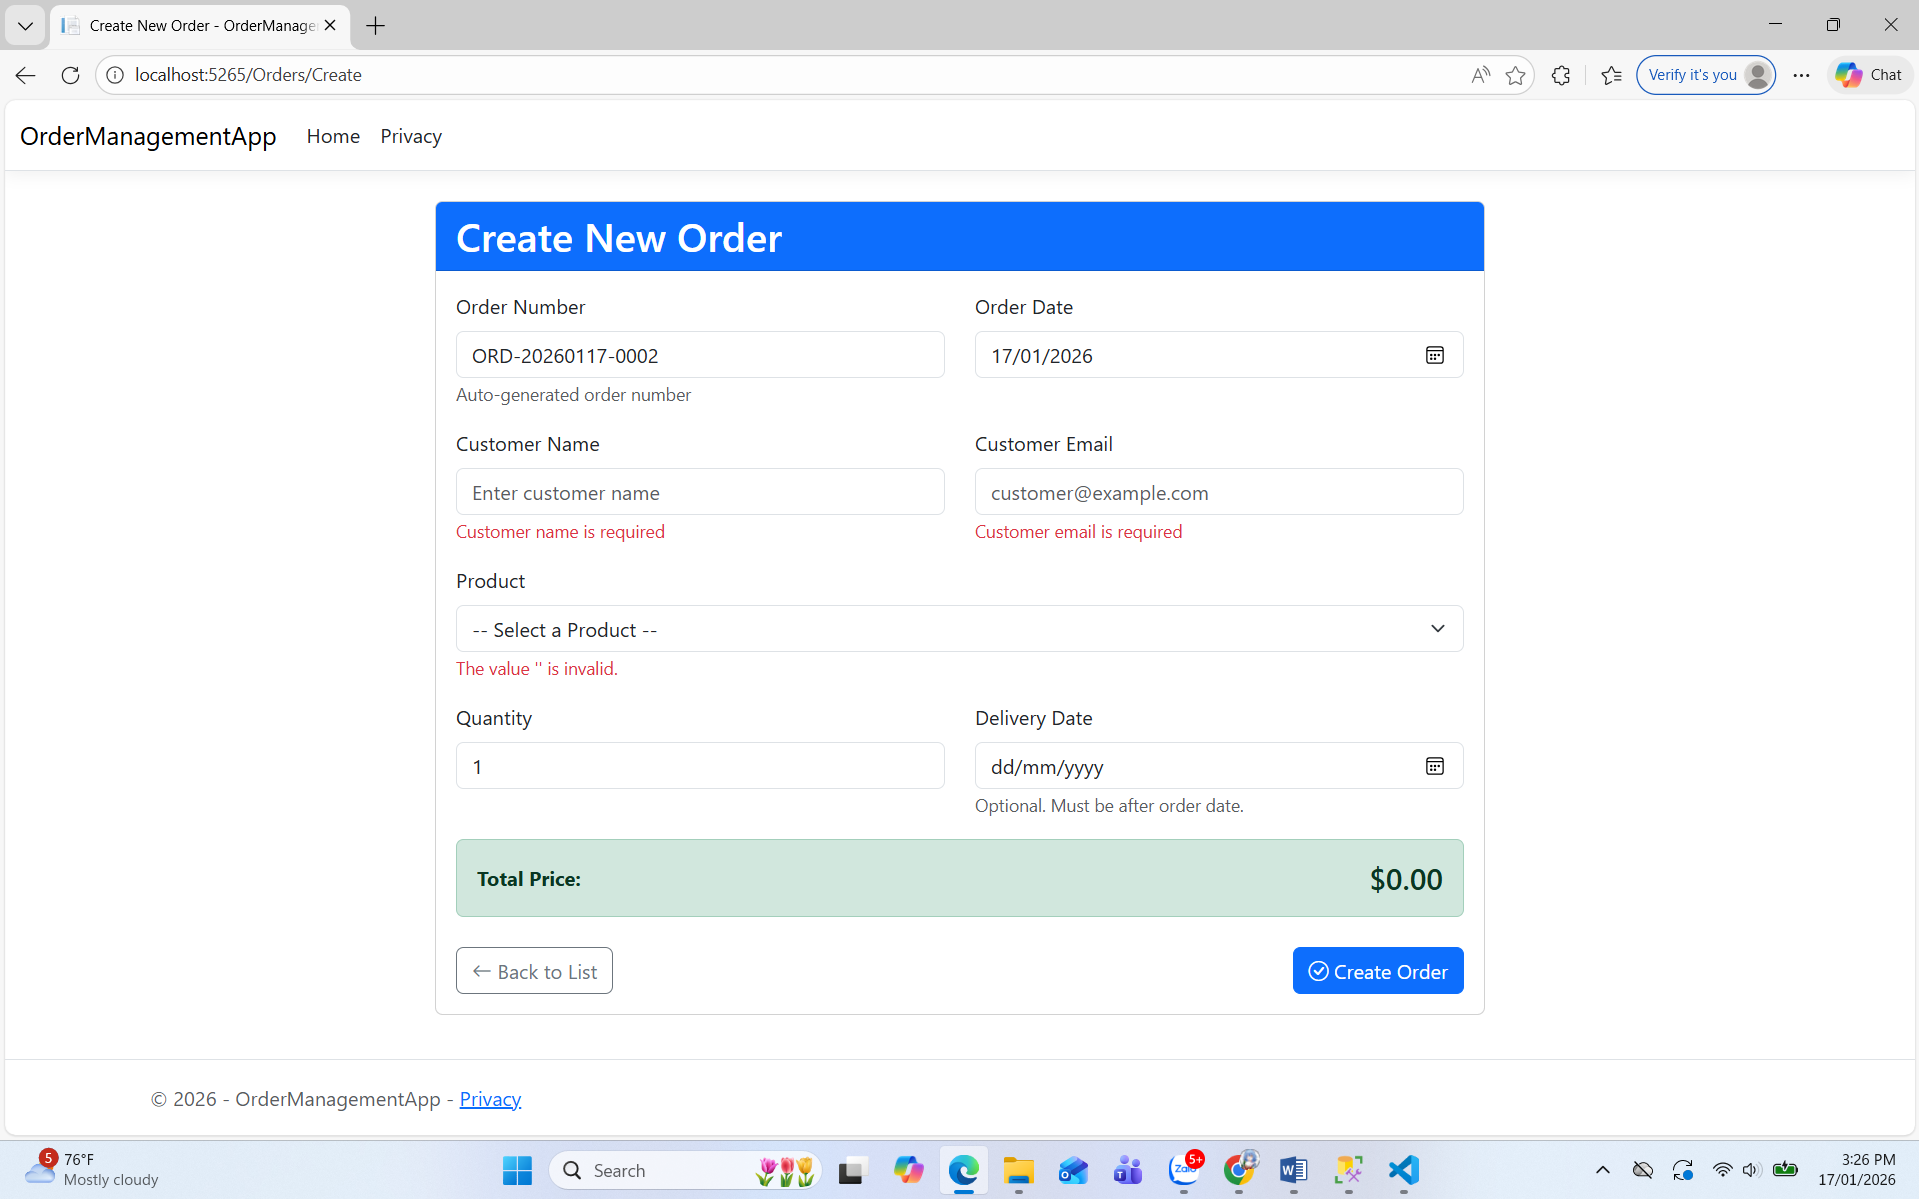 Create New Order - OrderManage
localhost:5265/Orders/Create
Verify it's you
Chat
OrderManagementApp
Home
Privacy
Create New Order
Order Number
Order Date
ORD-20260117-0002
17/01/2026
Auto-generated order number
Customer Name
Customer Email
Enter customer name
customer@example.com
Customer name is required
Customer email is required
Product
-- Select a Product --
The value '' is invalid.
Quantity
Delivery Date
1
dd/mm/yyyy
Optional. Must be after order date.
Total Price:
$0.00
← Back to List
Create Order
© 2026 - OrderManagementApp - Privacy
5
76°F
Mostly cloudy
Search
Zalo
5+
3:26 PM
17/01/2026